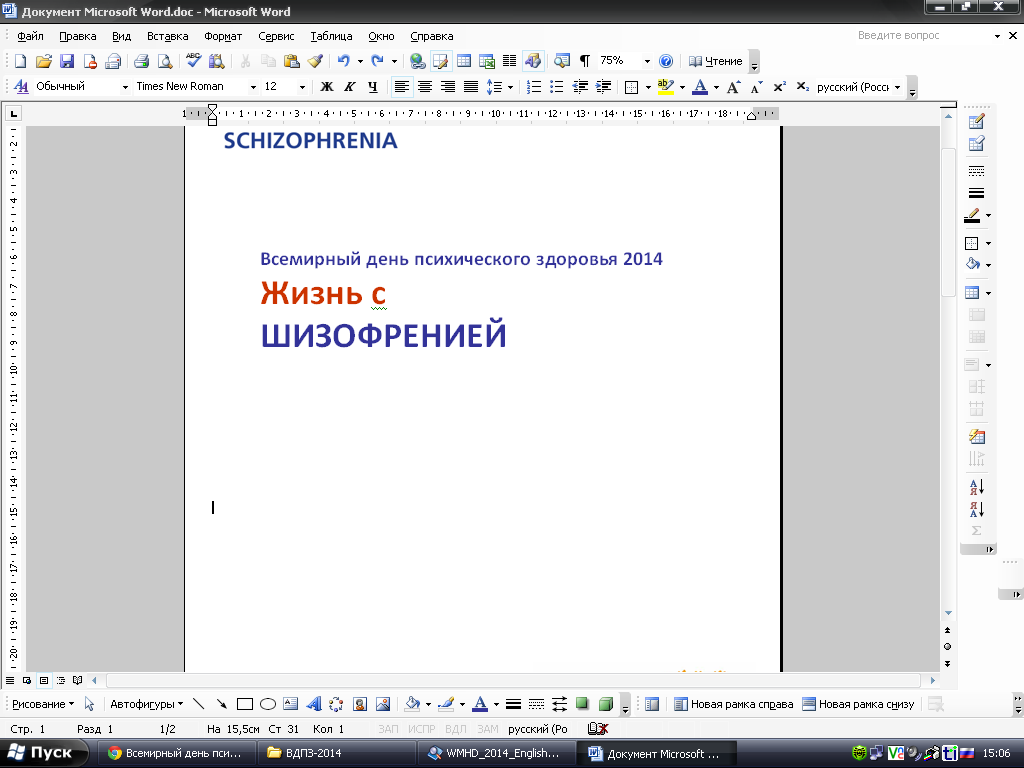 Документ Microsoft Word.doc - Microsoft Word
Файл Правка Вид Вставка Формат Сервис Таблица Окно Справка Введите вопрос
75% Чтение
Обычный Times New Roman 12 Ж К Ч русский (Росси
SCHIZOPHRENIA
Всемирный день психического здоровья 2014
Жизнь с
ШИЗОФРЕНИЕЙ
Рисование Автофигуры Новая рамка справа Новая рамка снизу
Стр. 1 Разд 1 1/2 На 15,5см Ст 31 Кол 1 ЗАП ИСПР ВДЛ ЗАМ русский (Ро
Пуск Всемирный день пси... ВДПЗ-2014 WMHD_2014_English... Документ Microsoft ... 15:06